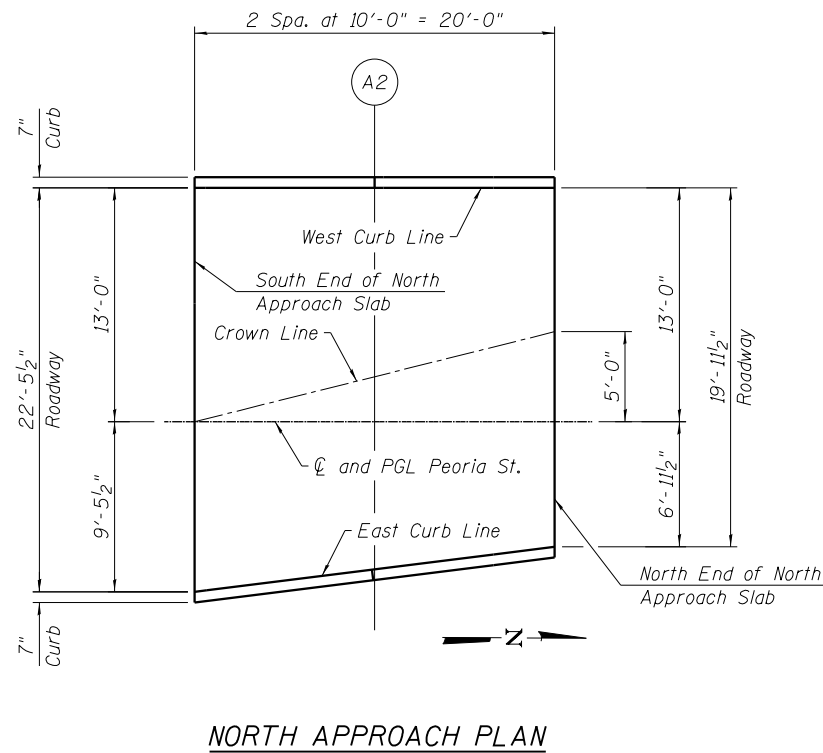 2 Spa. at 10'-0" = 20'-0"
A2
7"
Curb
West Curb Line
South End of North
Approach Slab
Crown Line
13'-0"
22'-5½"
Roadway
9'-5½"
13'-0"
5'-0"
19'-11½"
Roadway
6'-11½"
℄ and PGL Peoria St.
East Curb Line
North End of North
Approach Slab
7"
Curb
N
NORTH APPROACH PLAN